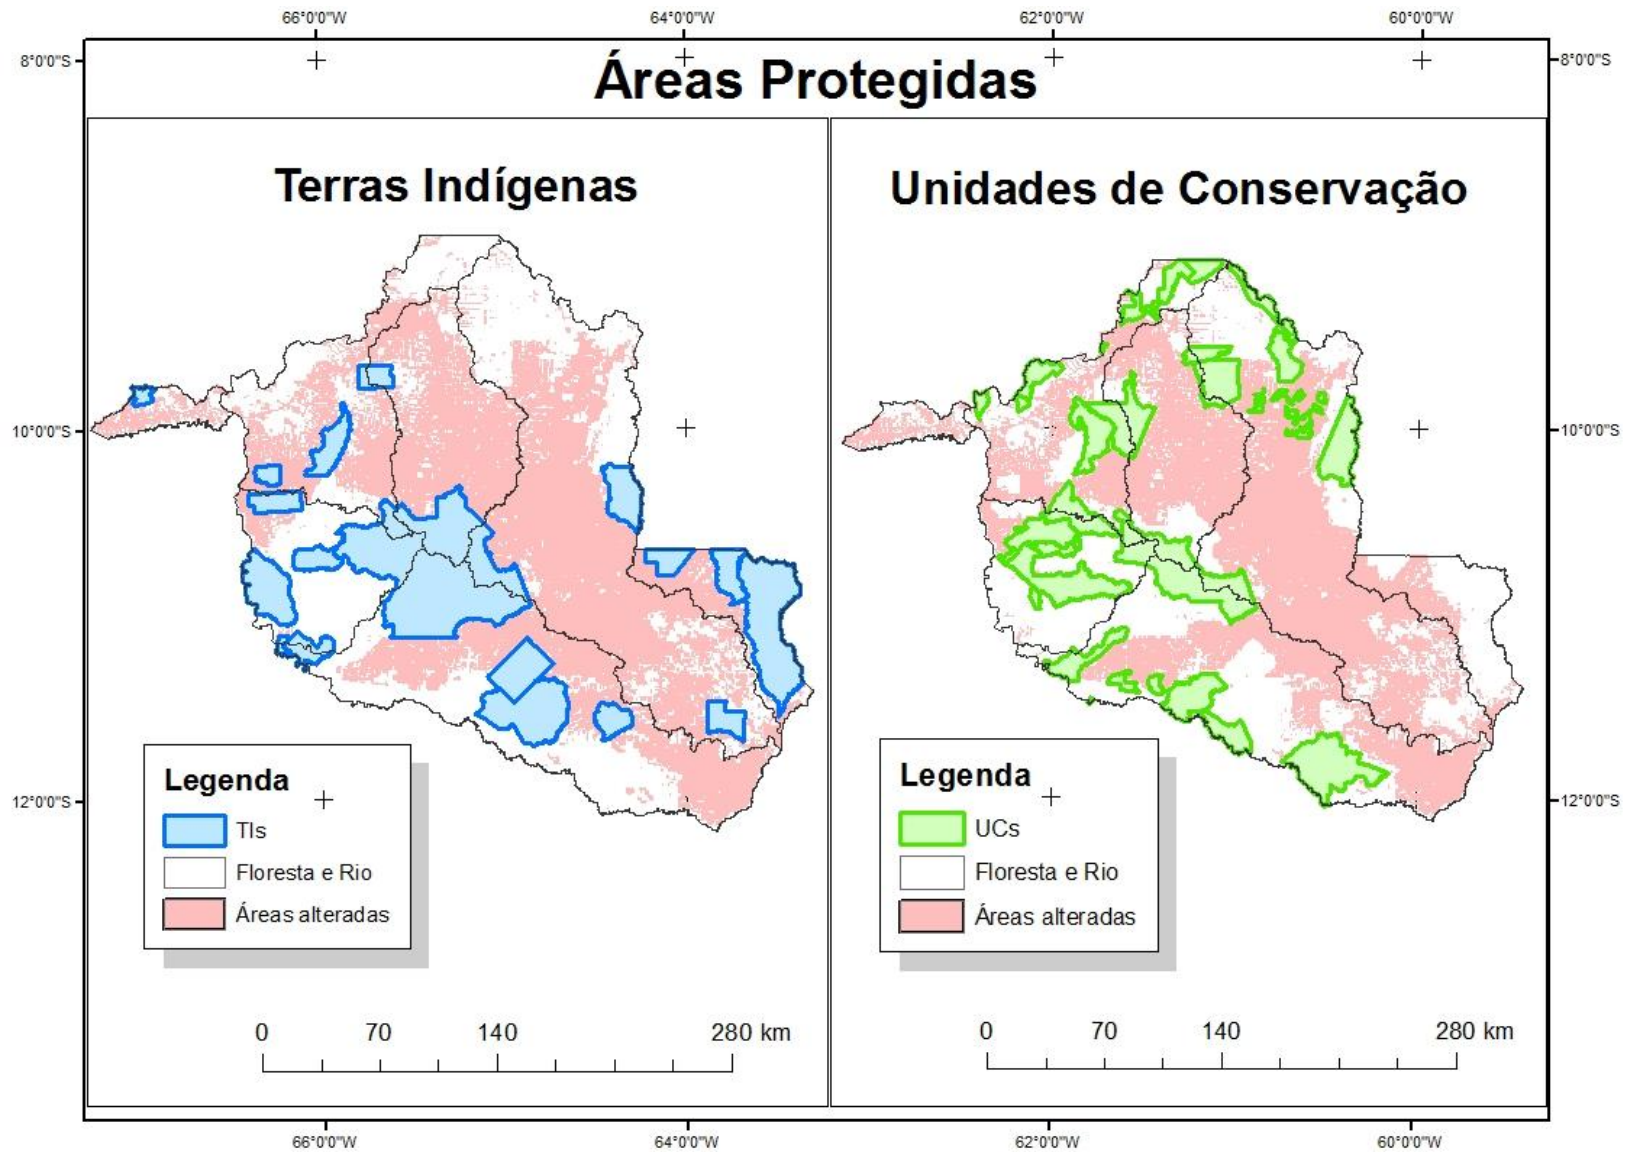 66°0'0"W 64°0'0"W 62°0'0"W 60°0'0"W
8°0'0"S 8°0'0"S
Áreas Protegidas
Terras Indígenas
Unidades de Conservação
10°0'0"S 10°0'0"S
Legenda
TIs
Floresta e Rio
Áreas alteradas
Legenda
UCs
Floresta e Rio
Áreas alteradas
12°0'0"S 12°0'0"S
0 70 140 280 km
0 70 140 280 km
66°0'0"W 64°0'0"W 62°0'0"W 60°0'0"W